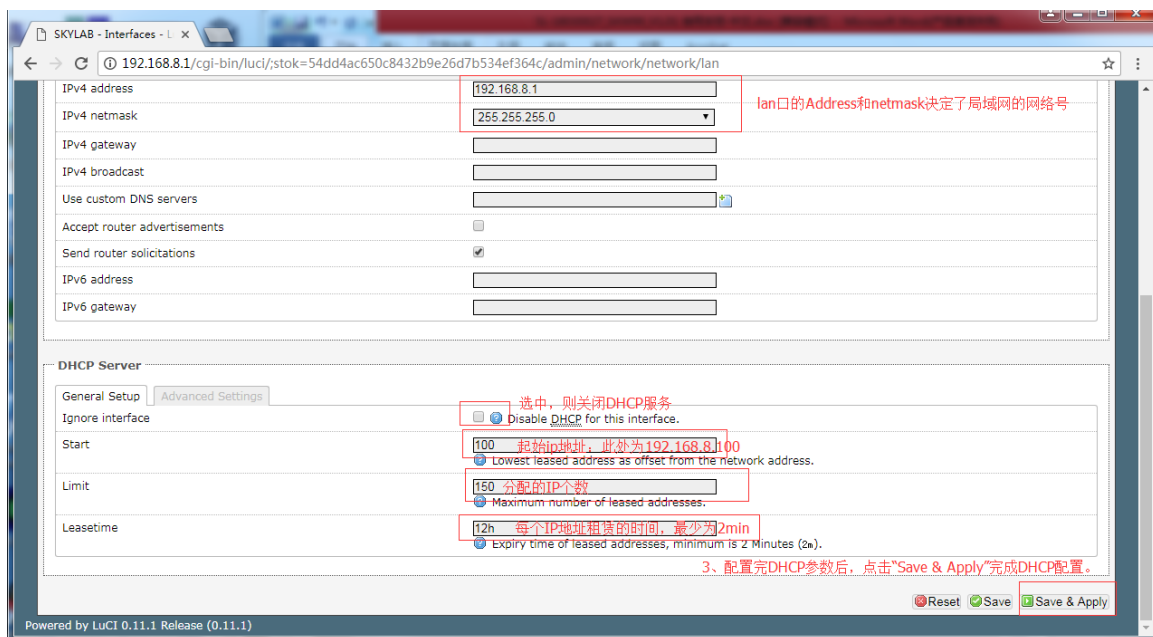 SKYLAB - Interfaces - L
192.168.8.1/cgi-bin/luci/;stok=54dd4ac650c8432b9e26d7b534ef364c/admin/network/network/lan
IPv4 address 192.168.8.1
lan口的Address和netmask决定了局域网的网络号
IPv4 netmask 255.255.255.0
IPv4 gateway
IPv4 broadcast
Use custom DNS servers
Accept router advertisements
Send router solicitations
IPv6 address
IPv6 gateway
DHCP Server
General Setup Advanced Settings
选中，则关闭DHCP服务
Ignore interface Disable DHCP for this interface.
Start 100 起始ip地址，此处为192.168.8.100
Lowest leased address as offset from the network address.
Limit 150 分配的IP个数
Maximum number of leased addresses.
Leasetime 12h 每个IP地址租赁的时间，最少为2min
Expiry time of leased addresses, minimum is 2 Minutes (2m).
3、配置完DHCP参数后，点击“Save & Apply”完成DHCP配置。
Reset Save Save & Apply
Powered by LuCI 0.11.1 Release (0.11.1)